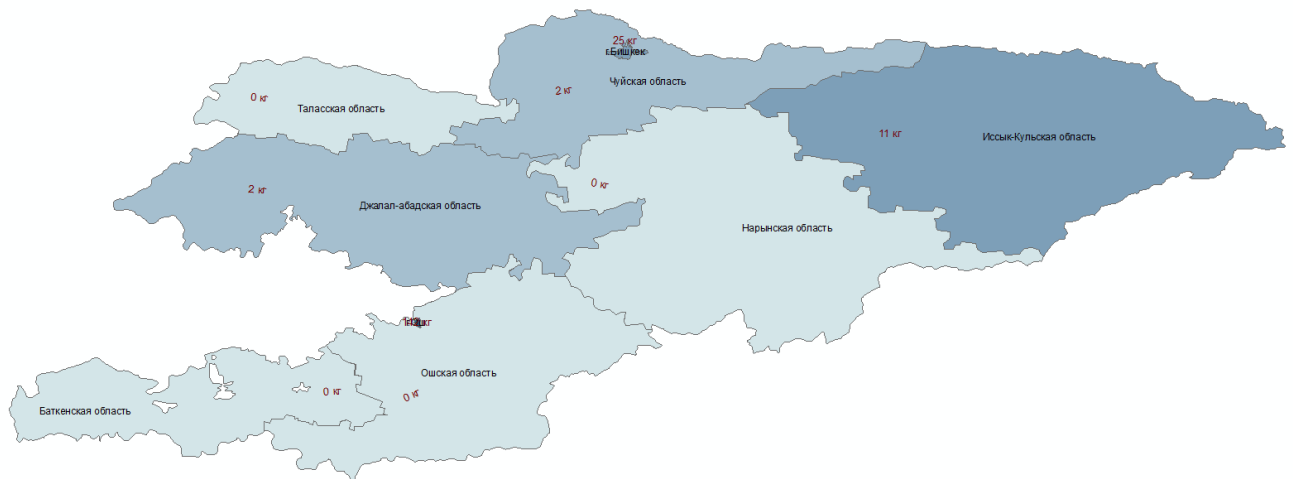 25 кг
г.Бишкек
Чуйская область
2 кг
0 кг
Таласская область
11 кг
Иссык-Кульская область
2 кг
Джалал-абадская область
0 кг
Нарынская область
Ошская область
0 кг
0 кг
Баткенская область